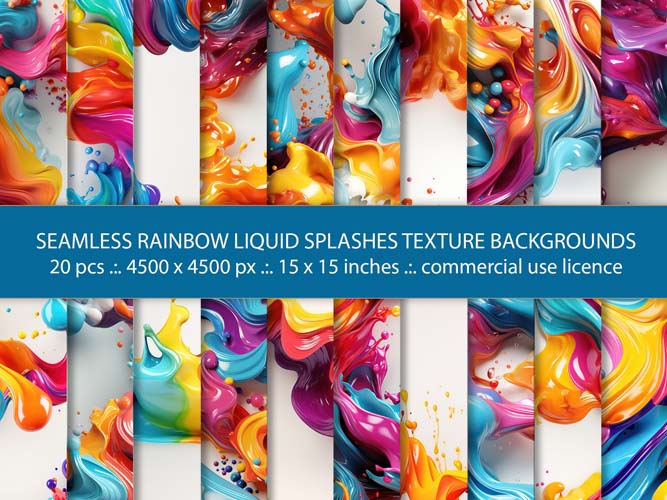 SEAMLESS RAINBOW LIQUID SPLASHES TEXTURE BACKGROUNDS
20 pcs .:. 4500 x 4500 px .:. 15 x 15 inches .:. commercial use licence